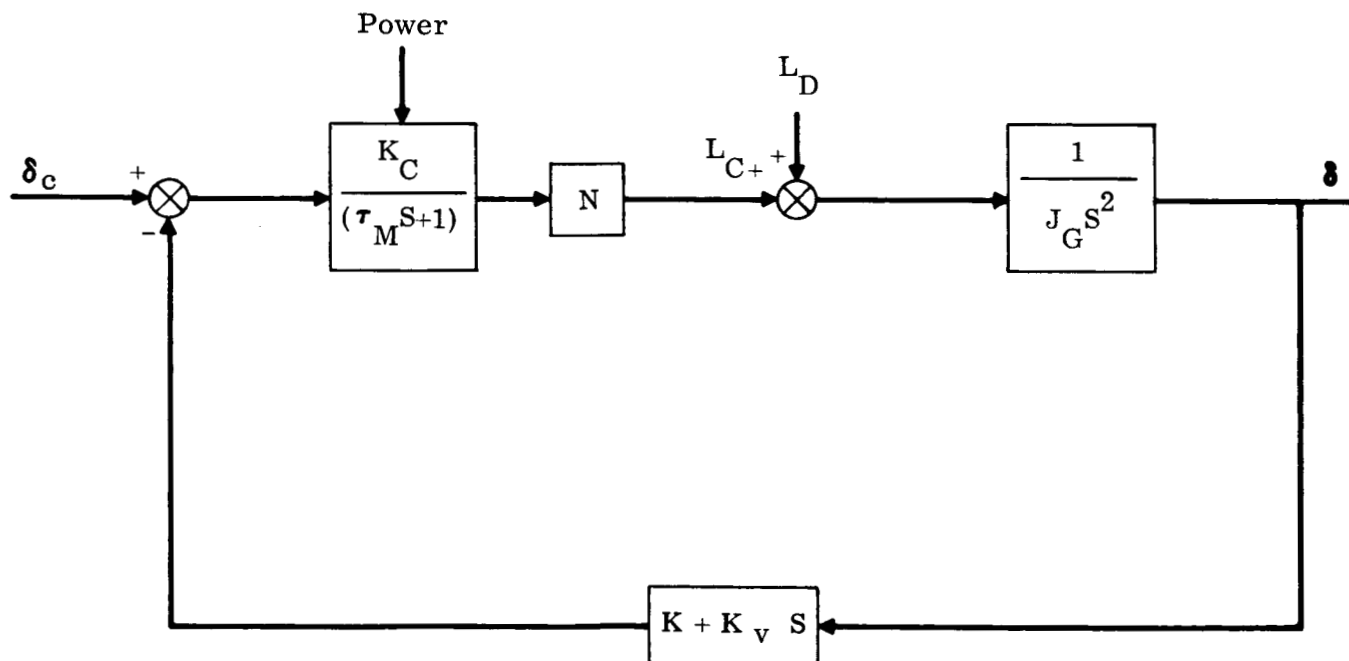 Power
L_D
δ_c
+
-
K_C
(τ_M S+1)
N
L_C+
+
1
J_G S^2
δ
K + K_v S